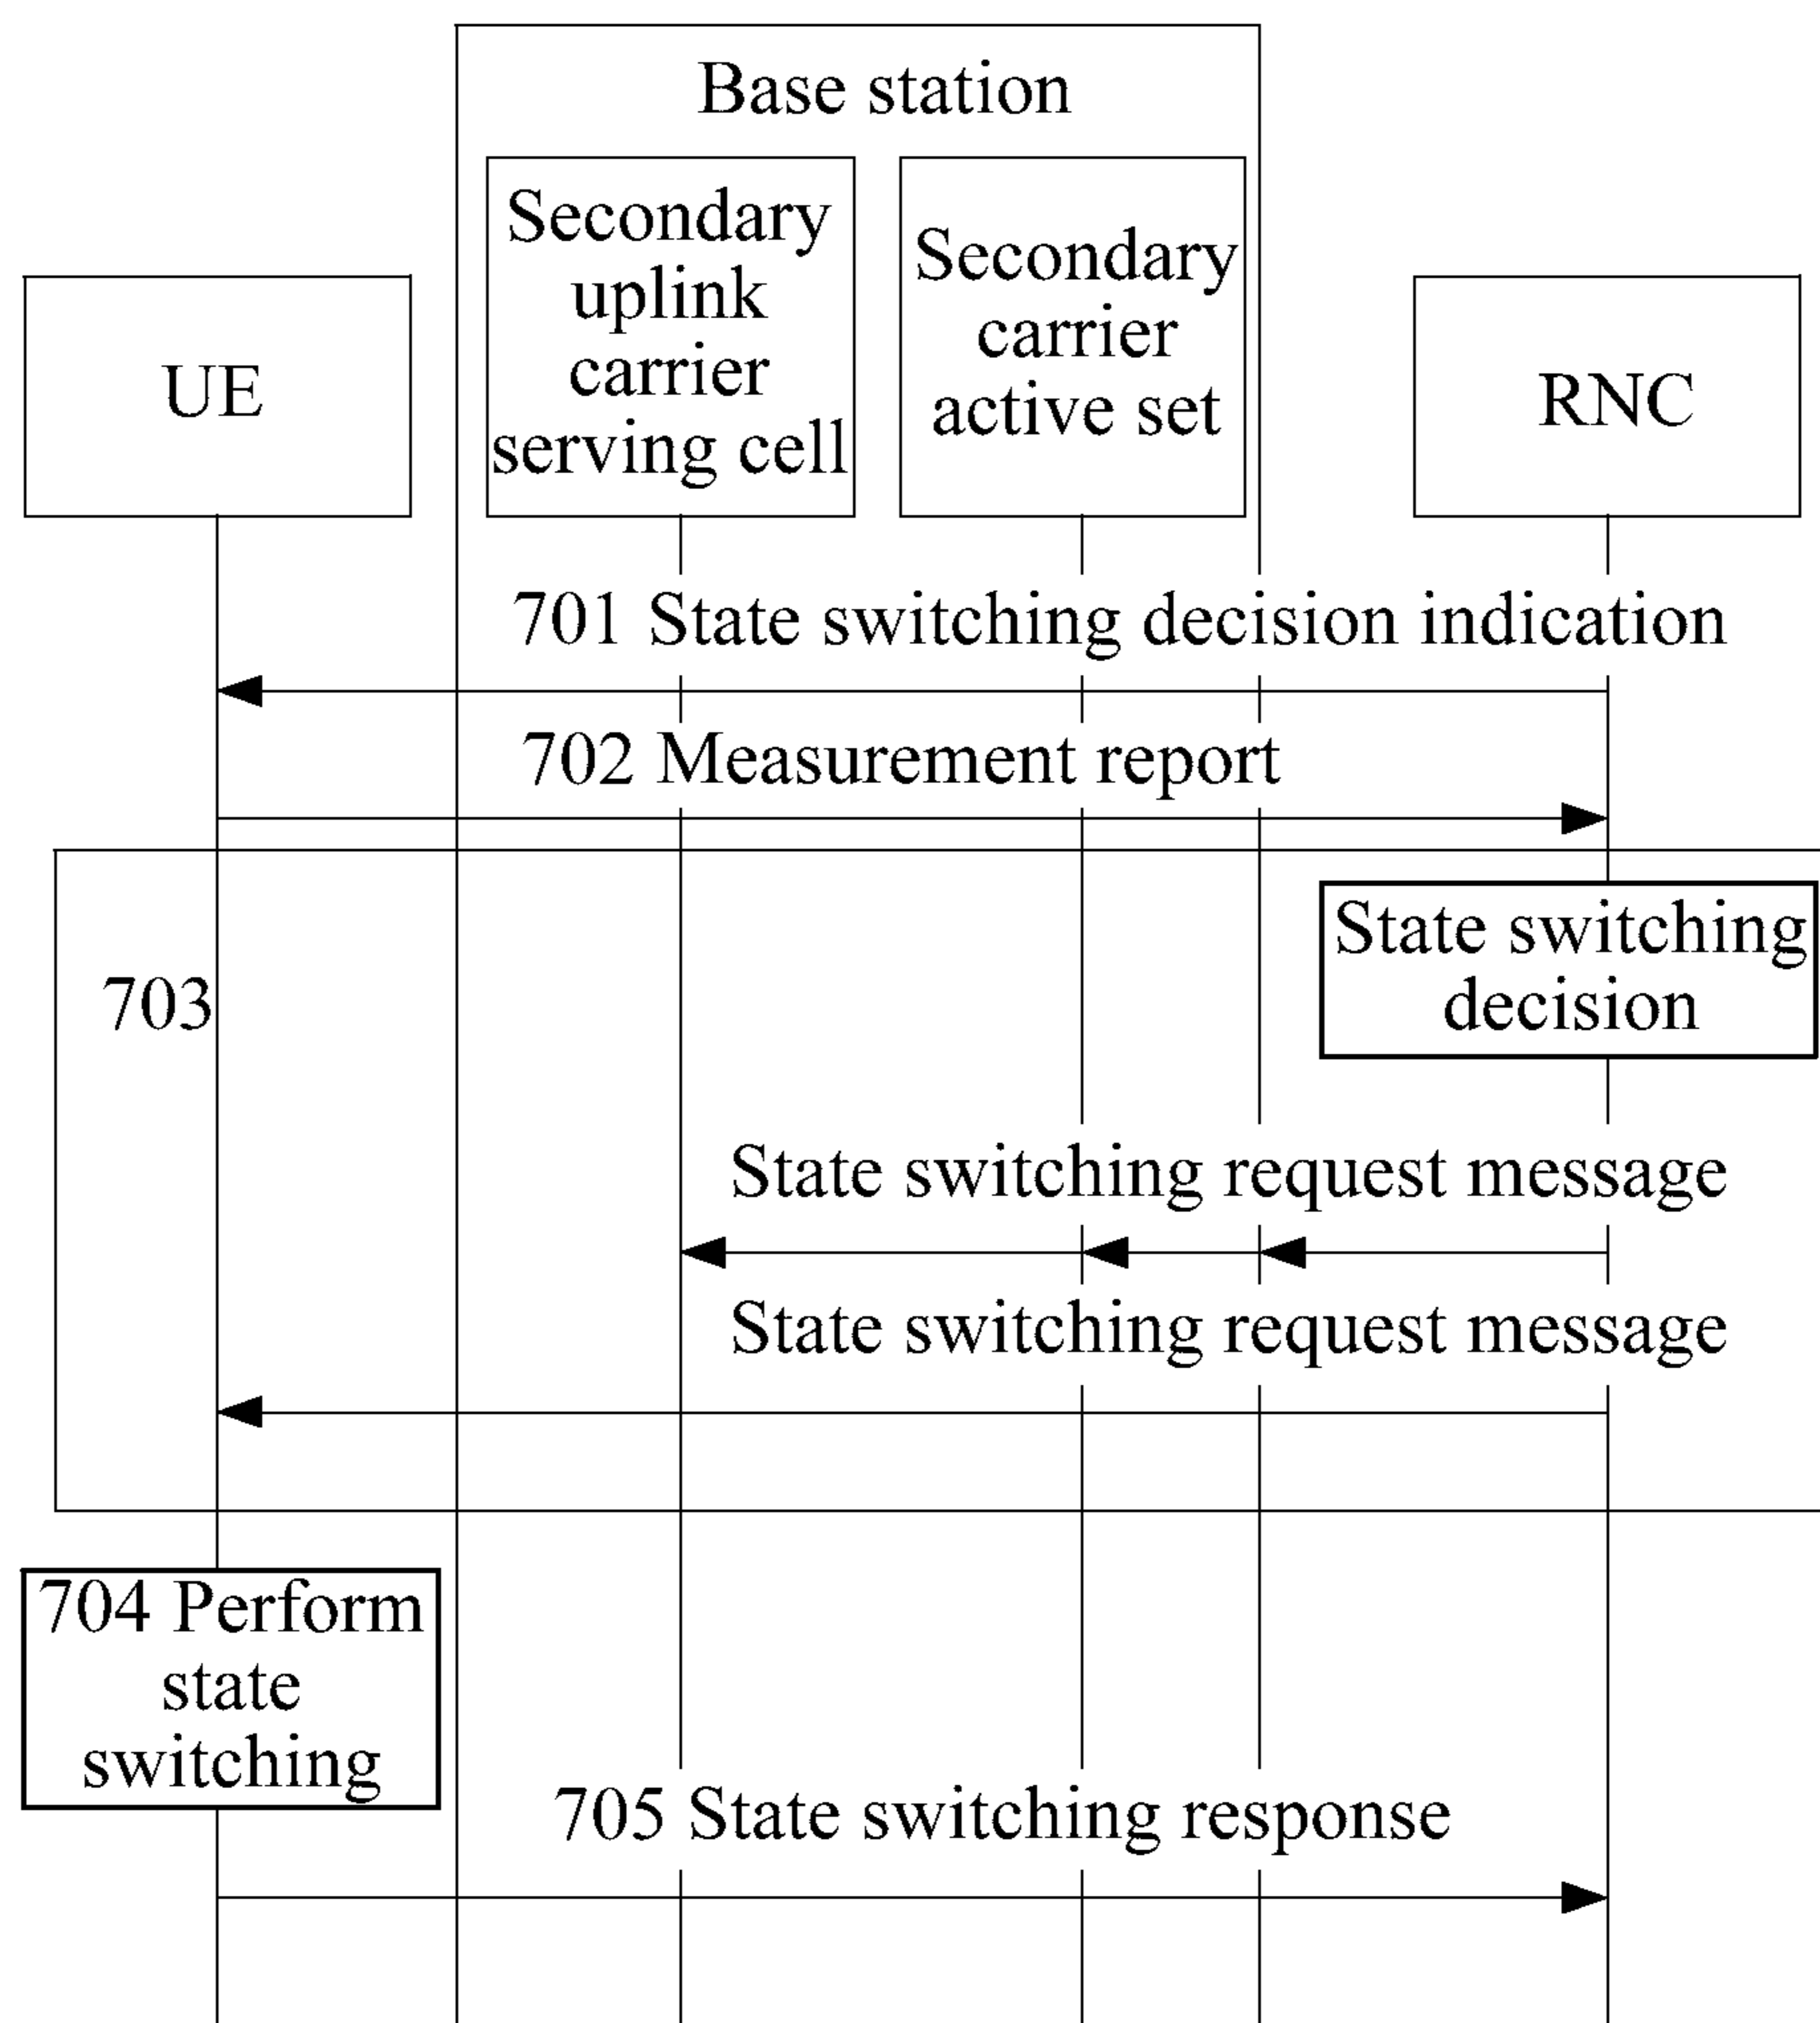 Base station
Secondary
uplink
carrier
serving cell
Secondary
carrier
active set
UE
RNC
701 State switching decision indication
702 Measurement report
703
State switching
decision
State switching request message
State switching request message
704 Perform
state
switching
705 State switching response